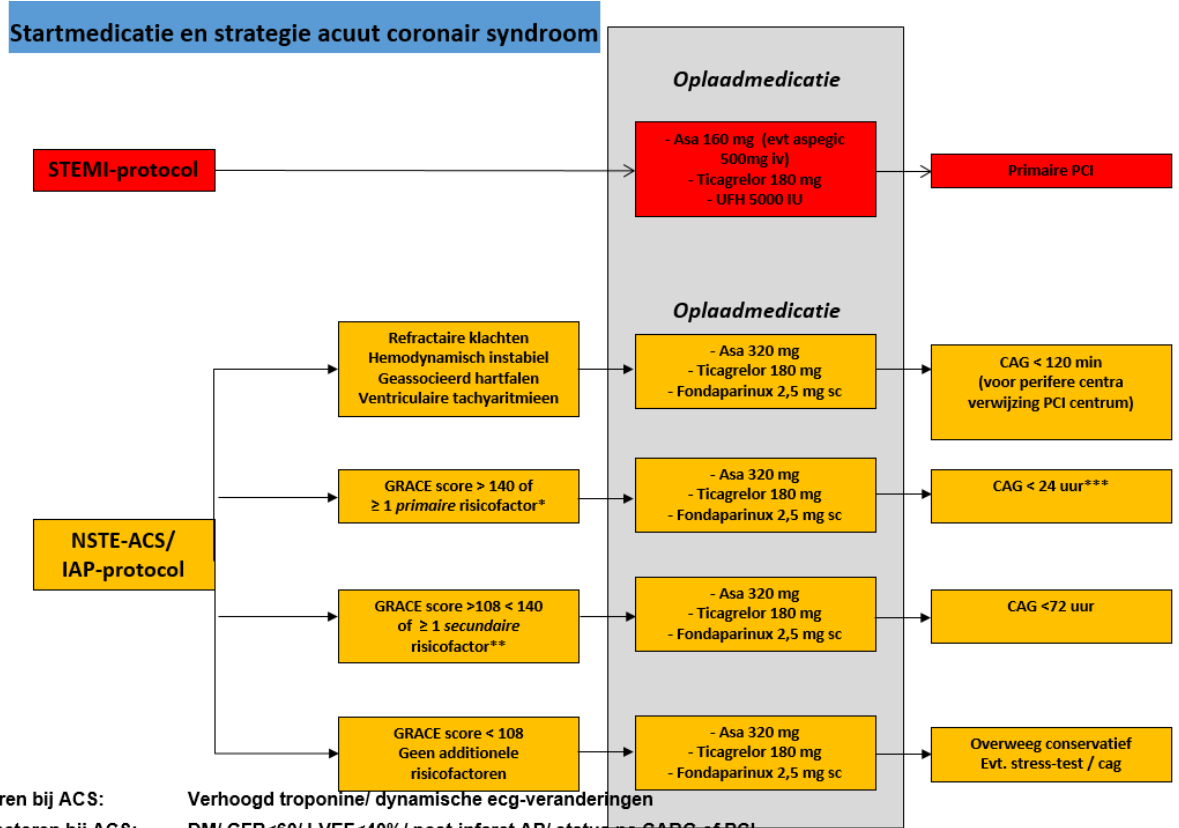 Startmedicatie en strategie acuut coronair syndroom
Oplaadmedicatie
STEMI-protocol
- Asa 160 mg (evt aspegic
500mg iv)
- Ticagrelor 180 mg
- UFH 5000 IU
Primaire PCI
Oplaadmedicatie
NSTE-ACS/
IAP-protocol
Refractaire klachten
Hemodynamisch instabiel
Geassocieerd hartfalen
Ventriculaire tachyaritmieen
- Asa 320 mg
- Ticagrelor 180 mg
- Fondaparinux 2,5 mg sc
CAG < 120 min
(voor perifere centra
verwijzing PCI centrum)
GRACE score > 140 of
≥ 1 primaire risicofactor*
- Asa 320 mg
- Ticagrelor 180 mg
- Fondaparinux 2,5 mg sc
CAG < 24 uur***
GRACE score >108 < 140
of ≥ 1 secundaire
risicofactor**
- Asa 320 mg
- Ticagrelor 180 mg
- Fondaparinux 2,5 mg sc
CAG <72 uur
GRACE score < 108
Geen additionele
risicofactoren
- Asa 320 mg
- Ticagrelor 180 mg
- Fondaparinux 2,5 mg sc
Overweeg conservatief
Evt. stress-test / cag
ren bij ACS: Verhoogd troponine/ dynamische ecg-veranderingen